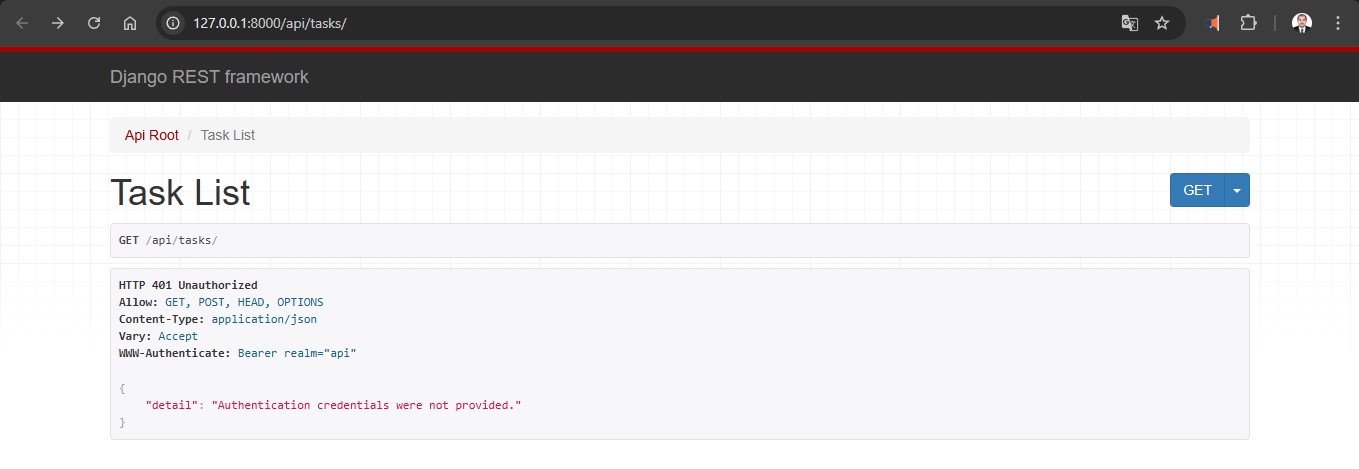 127.0.0.1:8000/api/tasks/
Django REST framework
Api Root / Task List
Task List
GET
GET /api/tasks/
HTTP 401 Unauthorized
Allow: GET, POST, HEAD, OPTIONS
Content-Type: application/json
Vary: Accept
WWW-Authenticate: Bearer realm="api"
{
"detail": "Authentication credentials were not provided."
}